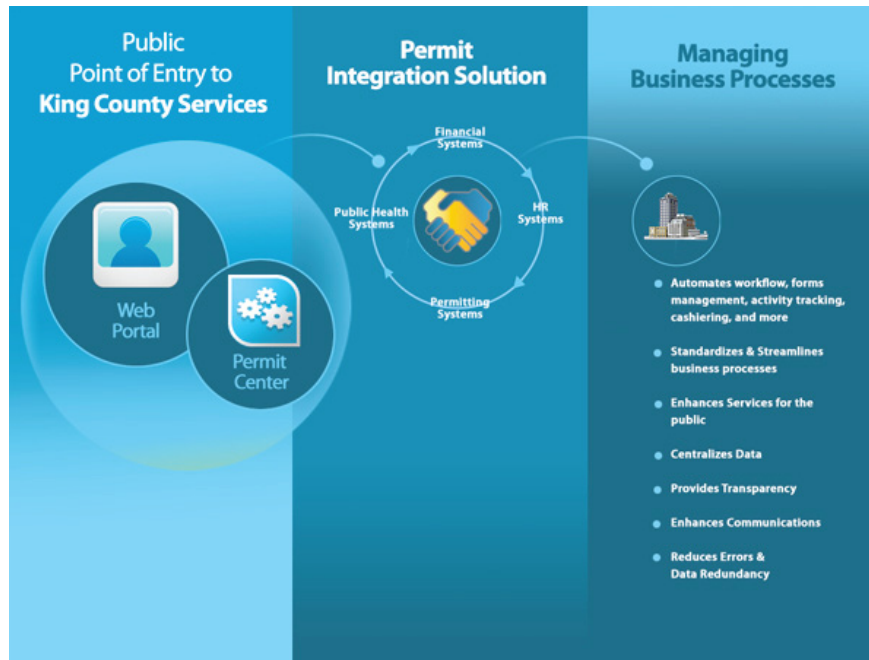 Public
Point of Entry to
King County Services
Web
Portal
Permit
Center
Permit
Integration Solution
Financial
Systems
HR
Systems
Permitting
Systems
Public Health
Systems
Managing
Business Processes
Automates workflow, forms
management, activity tracking,
cashiering, and more
Standardizes & Streamlines
business processes
Enhances Services for the
public
Centralizes Data
Provides Transparency
Enhances Communications
Reduces Errors &
Data Redundancy